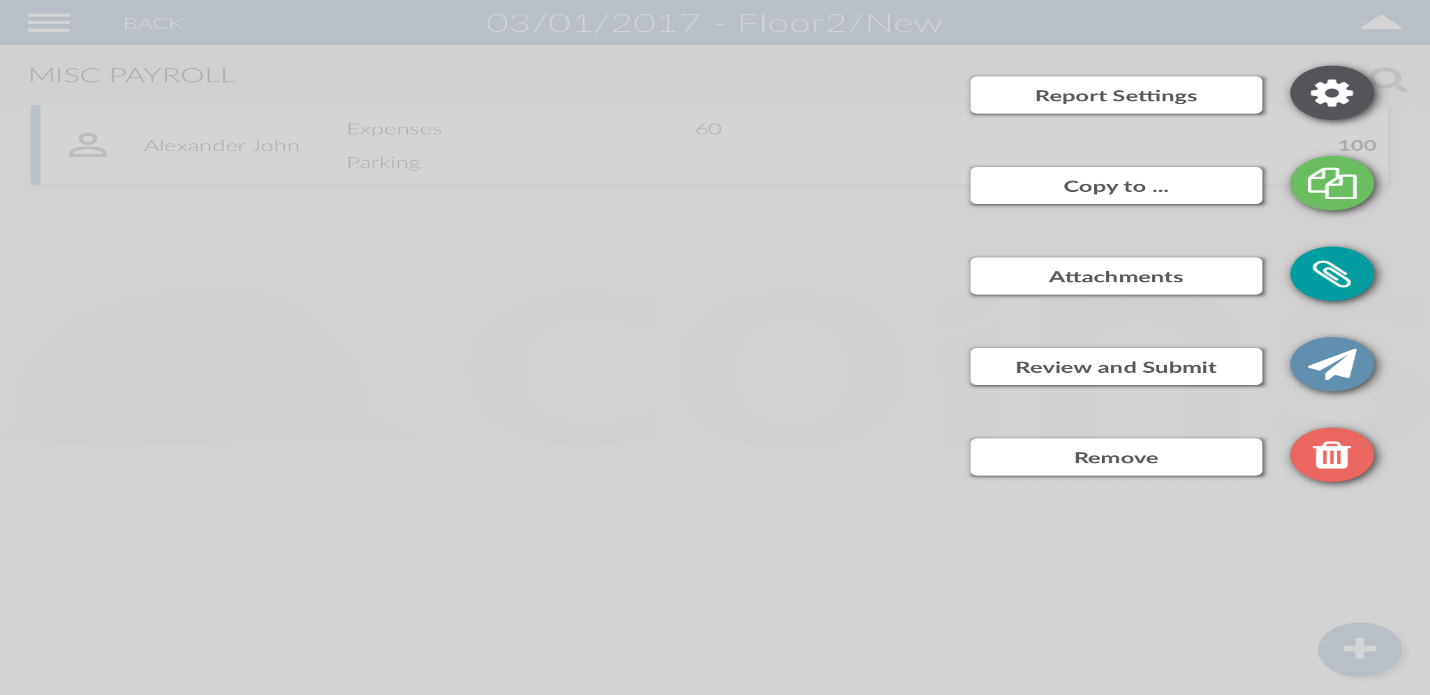 BACK
03/01/2017 - Floor2/New
MISC PAYROLL
Report Settings
Alexander John
Expenses
60
Parking
100
Copy to ...
Attachments
coins
Review and Submit
Remove